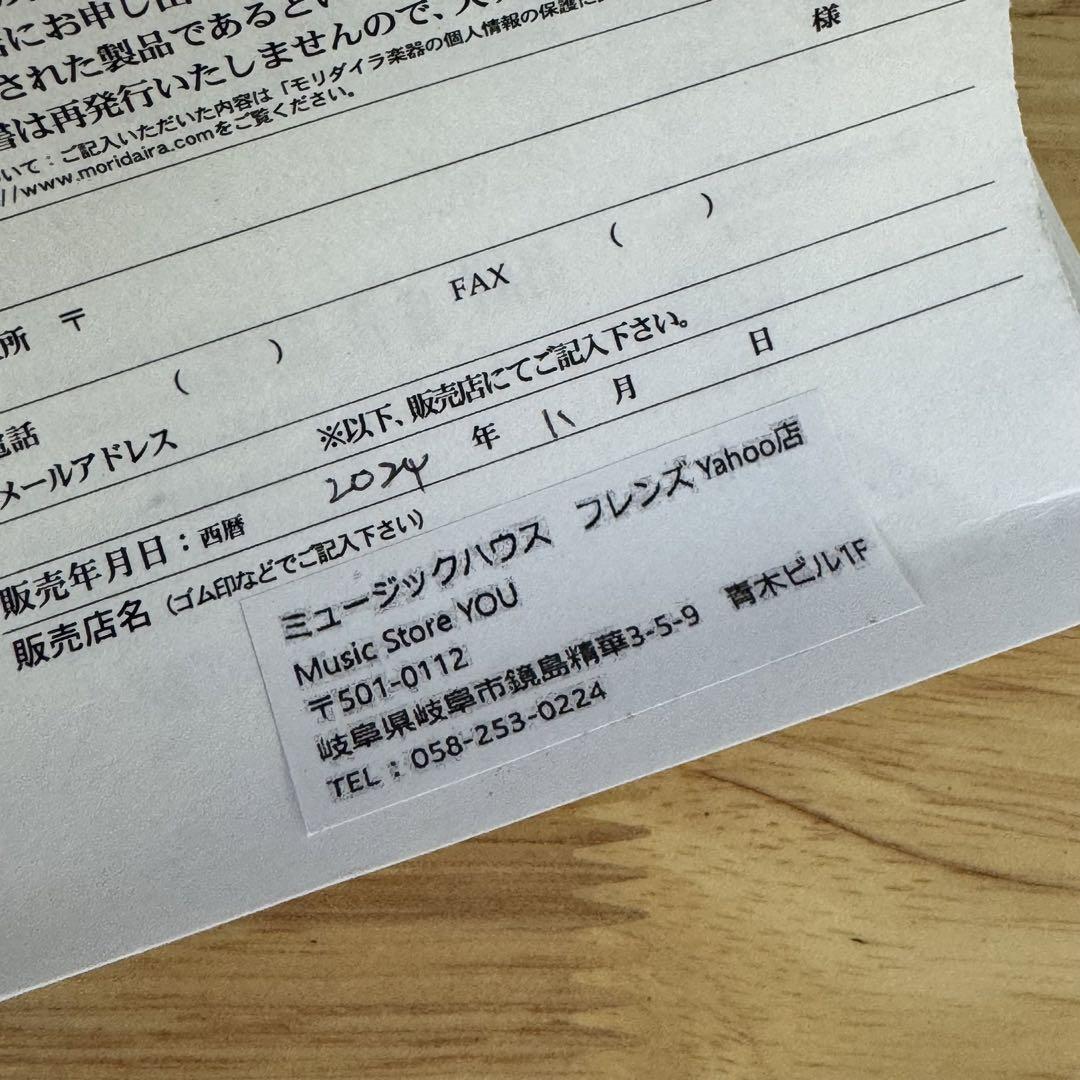 にお申し出
された製品であるとい
書は再発行いたしませんので、
いて：ご記入いただいた内容は「モリダイラ楽器の個人情報の保護に
//www.moridaira.comをご覧ください。
様
所 〒
電話 ( ) FAX ( )
メールアドレス
※以下、販売店にてご記入下さい。
販売年月日：西暦 2024 年 月 日
販売店名（ゴム印などでご記入下さい）
ミュージックハウス フレンズ Yahoo店
Music Store YOU
〒501-0112
岐阜県岐阜市鏡島精華3-5-9 青木ビル1F
TEL：058-253-0224